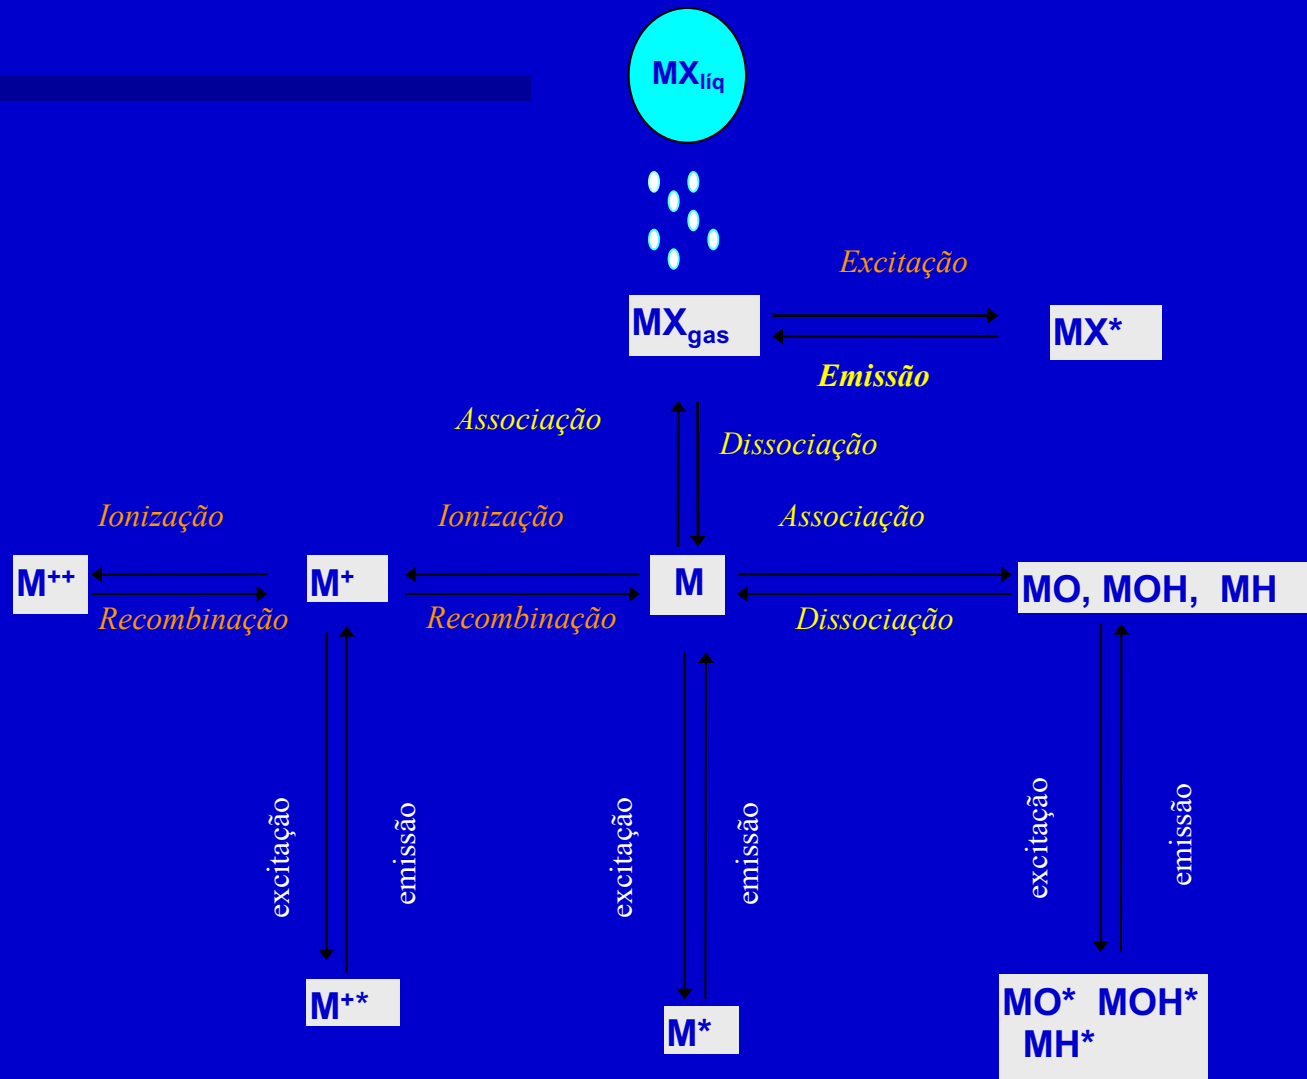 MXlíq
Excitação
MXgas
MX*
Emissão
Associação
Dissociação
Ionização
Ionização
Associação
M++
M+
M
MO, MOH, MH
Recombinação
Recombinação
Dissociação
excitação
emissão
excitação
emissão
excitação
emissão
M+*
M*
MO* MOH*
MH*